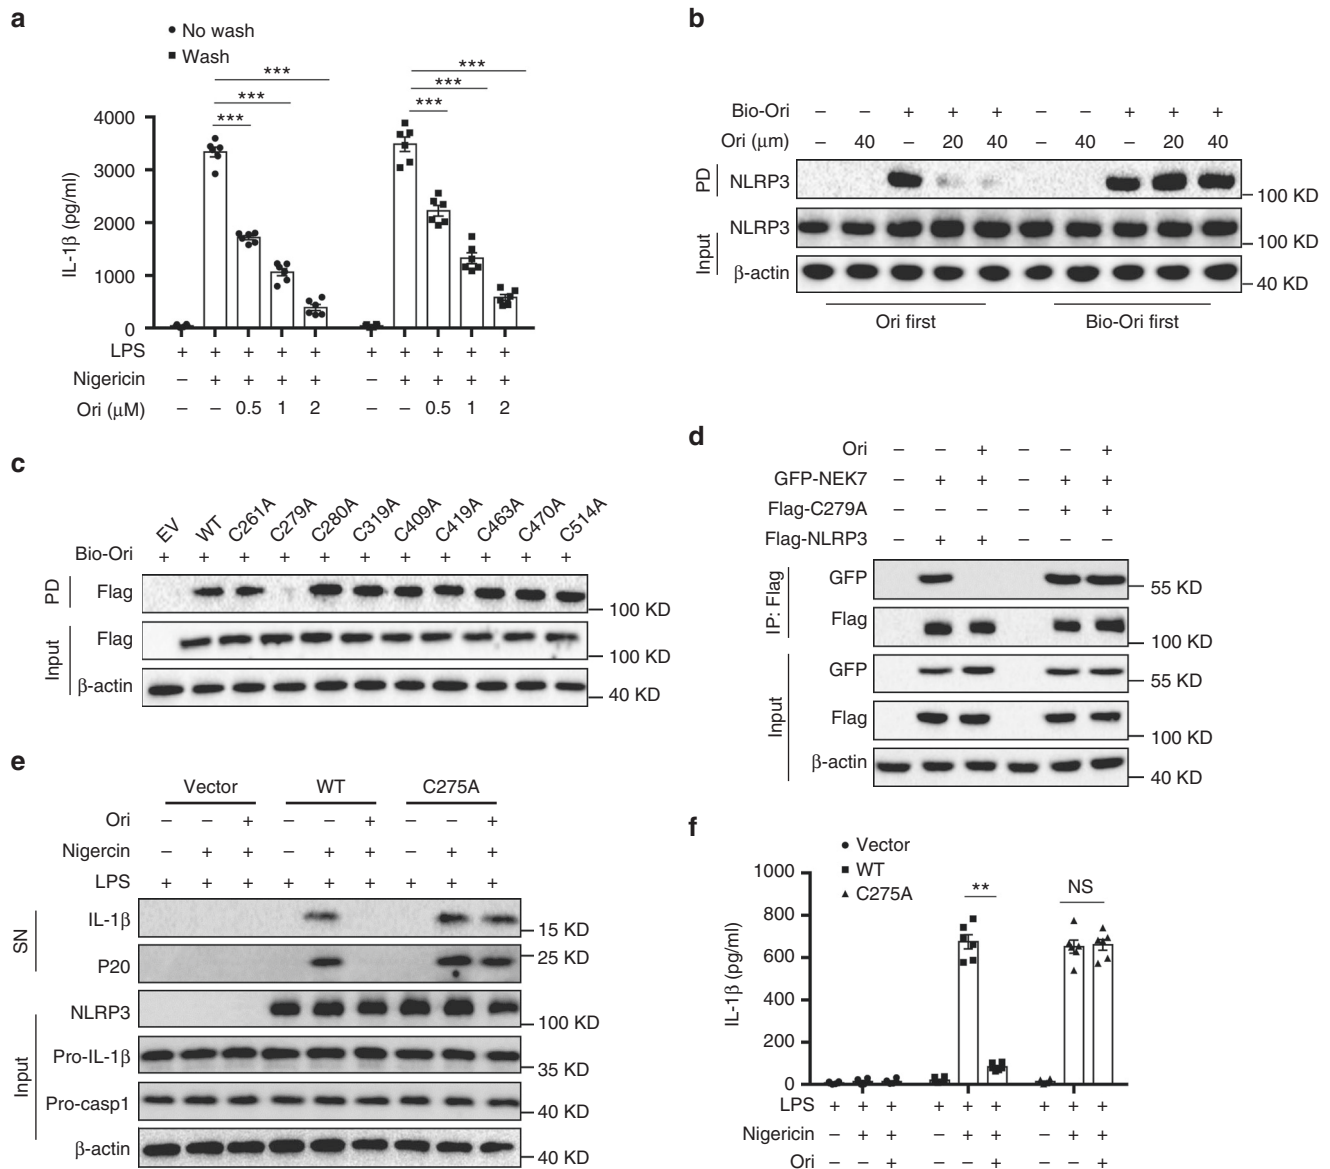 a
● No wash
■ Wash
*** *** ***
*** *** ***
IL-1β (pg/ml)
4000
3000
2000
1000
0
LPS + + + + + + + + + +
Nigericin – + + + + – + + + +
Ori (μM) – – 0.5 1 2 – – 0.5 1 2
b
Bio-Ori – – + + + – – + + +
Ori (μm) – 40 – 20 40 – 40 – 20 40
PD NLRP3 100 KD
Input NLRP3 100 KD
β-actin 40 KD
Ori first Bio-Ori first
c
EV WT C261A C279A C280A C319A C409A C419A C463A C470A C514A
Bio-Ori + + + + + + + + + + +
PD Flag 100 KD
Input Flag 100 KD
β-actin 40 KD
d
Ori – – + – – +
GFP-NEK7 – + + – + +
Flag-C279A – – – – + +
Flag-NLRP3 – + + – – –
IP: Flag GFP 55 KD
Flag 100 KD
Input GFP 55 KD
Flag 100 KD
β-actin 40 KD
e
Vector WT C275A
Ori – – + – – + – – +
Nigercin – + + – + + – + +
LPS + + + + + + + + +
SN IL-1β 15 KD
P20 25 KD
Input NLRP3 100 KD
Pro-IL-1β 35 KD
Pro-casp1 40 KD
β-actin 40 KD
f
● Vector
■ WT
▲ C275A
** NS
IL-1β (pg/ml)
1000
800
600
400
200
0
LPS + + + + + + + + +
Nigericin – + + – + + – + +
Ori – – + – – + – – +